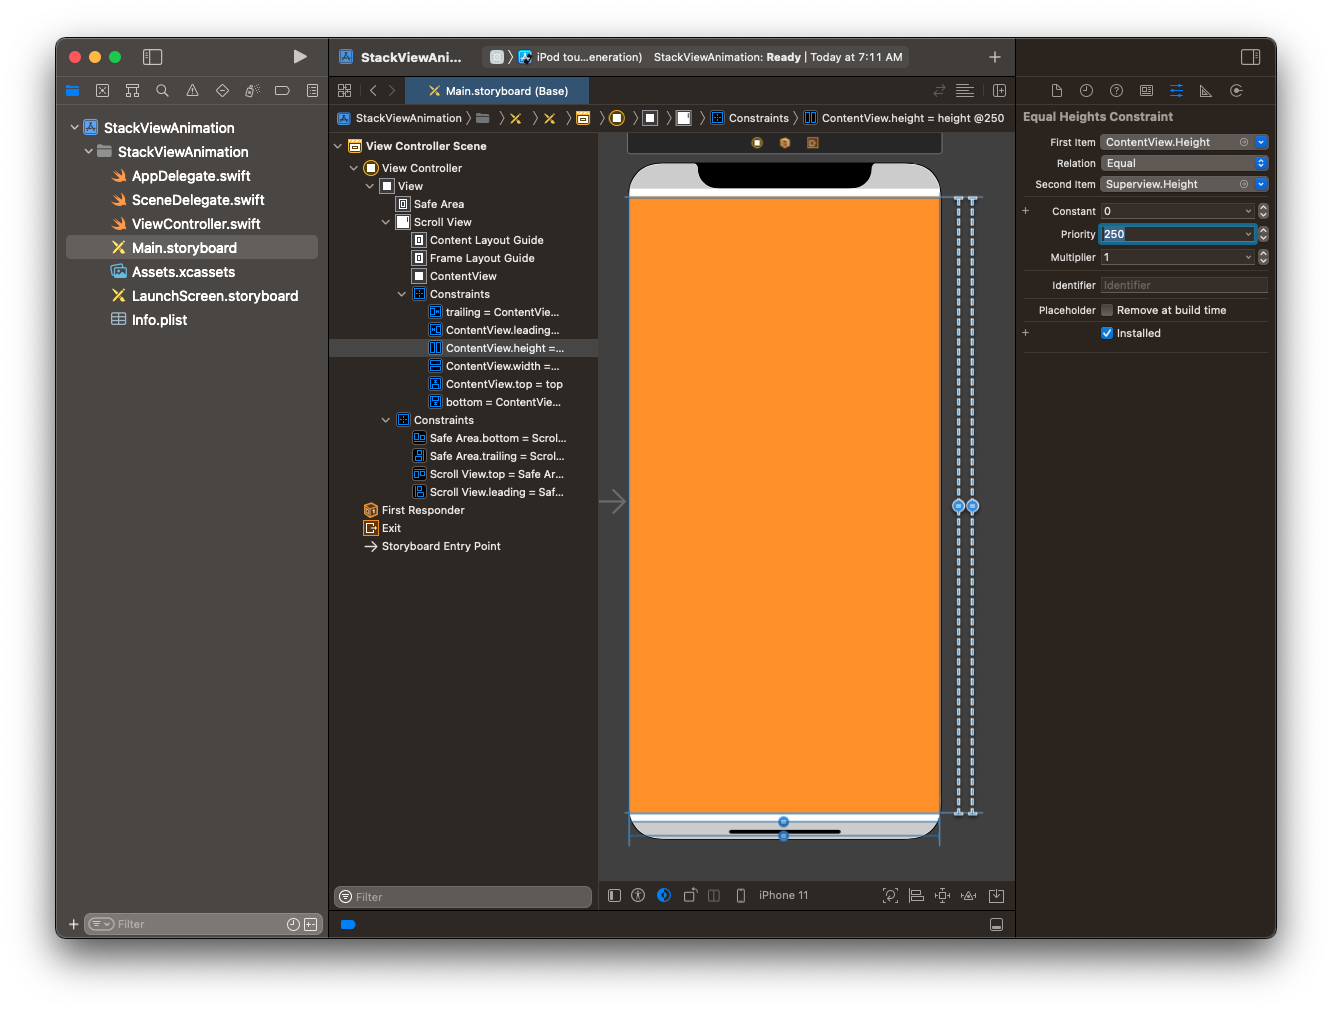 StackViewAni...
iPod tou...eneration)
StackViewAnimation: Ready | Today at 7:11 AM
Main.storyboard (Base)
StackViewAnimation
Constraints
ContentView.height = height @250
StackViewAnimation
StackViewAnimation
AppDelegate.swift
SceneDelegate.swift
ViewController.swift
Main.storyboard
Assets.xcassets
LaunchScreen.storyboard
Info.plist
Filter
View Controller Scene
View Controller
View
Safe Area
Scroll View
Content Layout Guide
Frame Layout Guide
ContentView
Constraints
trailing = ContentVie...
ContentView.leading...
ContentView.height =...
ContentView.width =...
ContentView.top = top
bottom = ContentVie...
Constraints
Safe Area.bottom = Scrol...
Safe Area.trailing = Scrol...
Scroll View.top = Safe Ar...
Scroll View.leading = Saf...
First Responder
Exit
Storyboard Entry Point
Filter
iPhone 11
Equal Heights Constraint
First Item ContentView.Height
Relation Equal
Second Item Superview.Height
Constant 0
Priority 250
Multiplier 1
Identifier Identifier
Placeholder Remove at build time
Installed